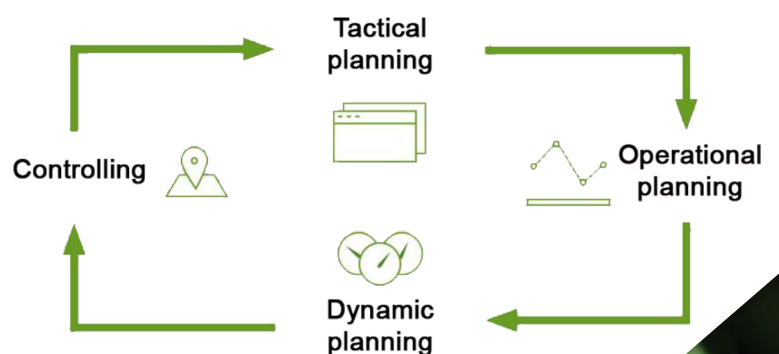 Tactical
planning
Controlling
Operational
planning
Dynamic
planning